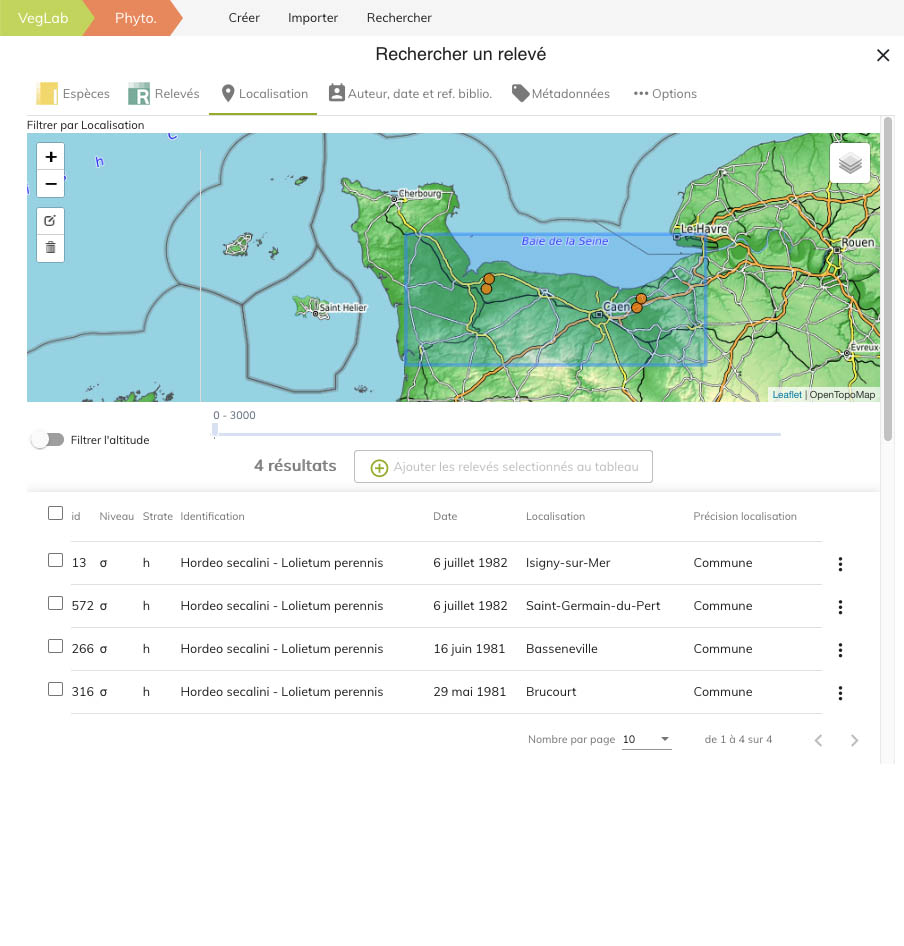 VegLab Phyto. Créer Importer Rechercher
Rechercher un relevé
Espèces R Relevés Localisation Auteur, date et ref. biblio. Métadonnées Options
Filtrer par Localisation
c
h
+
−
Cherbourg
Le Havre
Baie de la Seine
Rouen
Saint Helier
Caen
Evreux
Leaflet | OpenTopoMap
0 - 3000
Filtrer l'altitude
4 résultats Ajouter les relevés selectionnés au tableau
id Niveau Strate Identification Date Localisation Précision localisation
13 σ h Hordeo secalini - Lolietum perennis 6 juillet 1982 Isigny-sur-Mer Commune
572 σ h Hordeo secalini - Lolietum perennis 6 juillet 1982 Saint-Germain-du-Pert Commune
266 σ h Hordeo secalini - Lolietum perennis 16 juin 1981 Basseneville Commune
316 σ h Hordeo secalini - Lolietum perennis 29 mai 1981 Brucourt Commune
Nombre par page 10 de 1 à 4 sur 4